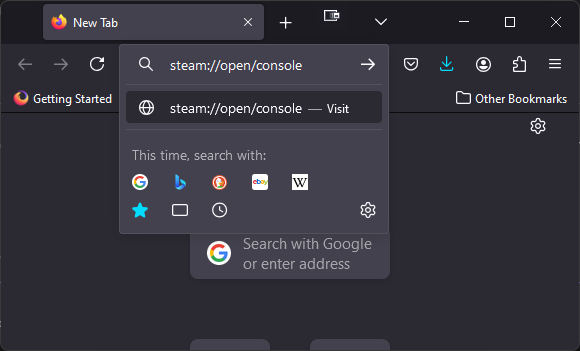 New Tab
steam://open/console
Getting Started
Other Bookmarks
steam://open/console — Visit
This time, search with:
ebay
W
Search with Google
or enter address